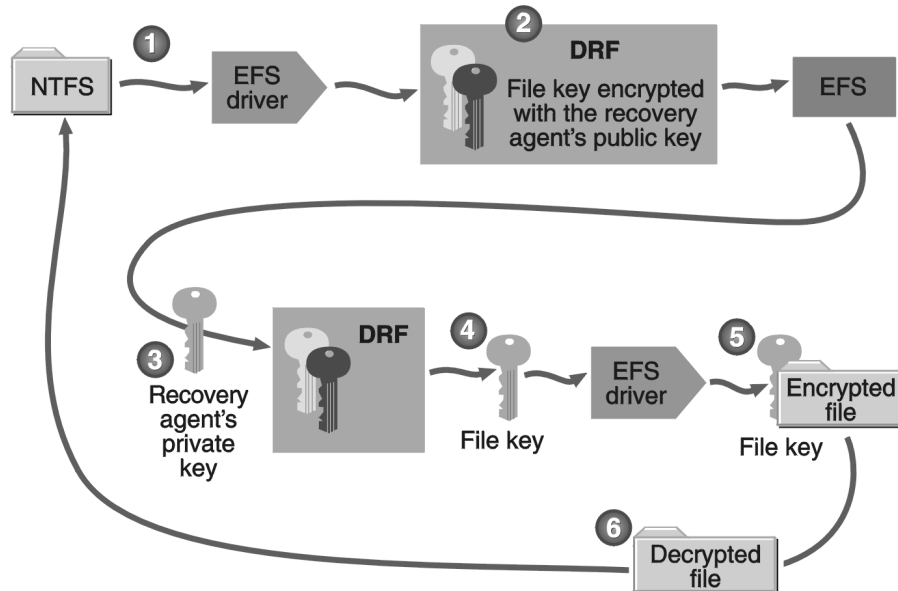 1
NTFS
EFS
driver
2
DRF
File key encrypted
with the recovery
agent's public key
EFS
3
Recovery
agent's
private
key
DRF
4
File key
EFS
driver
5
Encrypted
file
File key
6
Decrypted
file